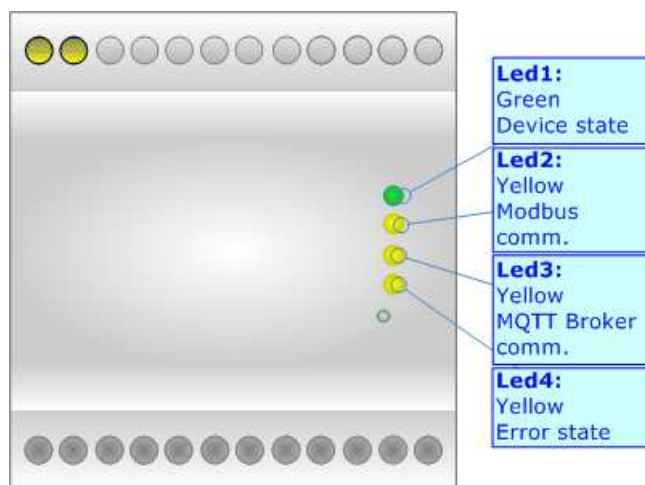 Led1:
Green
Device state
Led2:
Yellow
Modbus
comm.
Led3:
Yellow
MQTT Broker
comm.
Led4:
Yellow
Error state